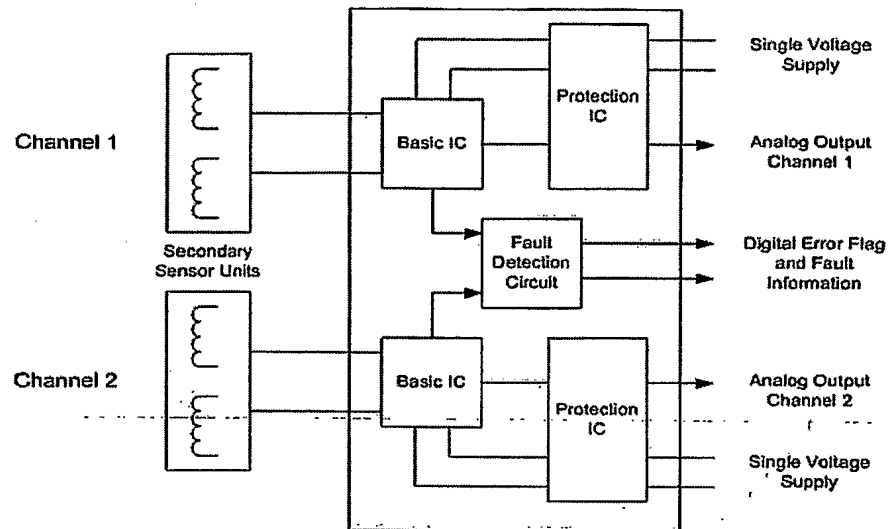 Single Voltage
Supply
Protection
IC
Channel 1
Basic IC
Analog Output
Channel 1
Secondary
Sensor Units
Fault
Detection
Circuit
Digital Error Flag
and Fault
Information
Channel 2
Basic IC
Analog Output
Channel 2
Protection
IC
Single Voltage
Supply